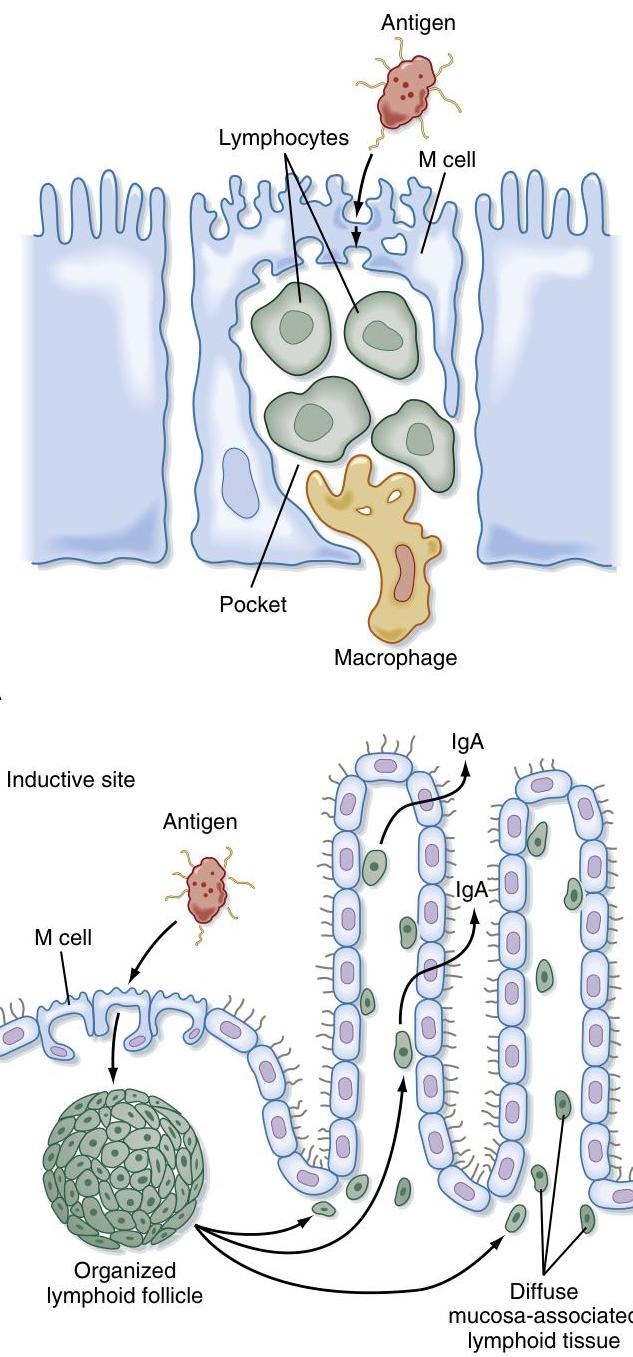 Antigen
Lymphocytes
M cell
Pocket
Macrophage
IgA
Inductive site
Antigen
IgA
M cell
Organized
lymphoid follicle
Diffuse
mucosa-associated
lymphoid tissue